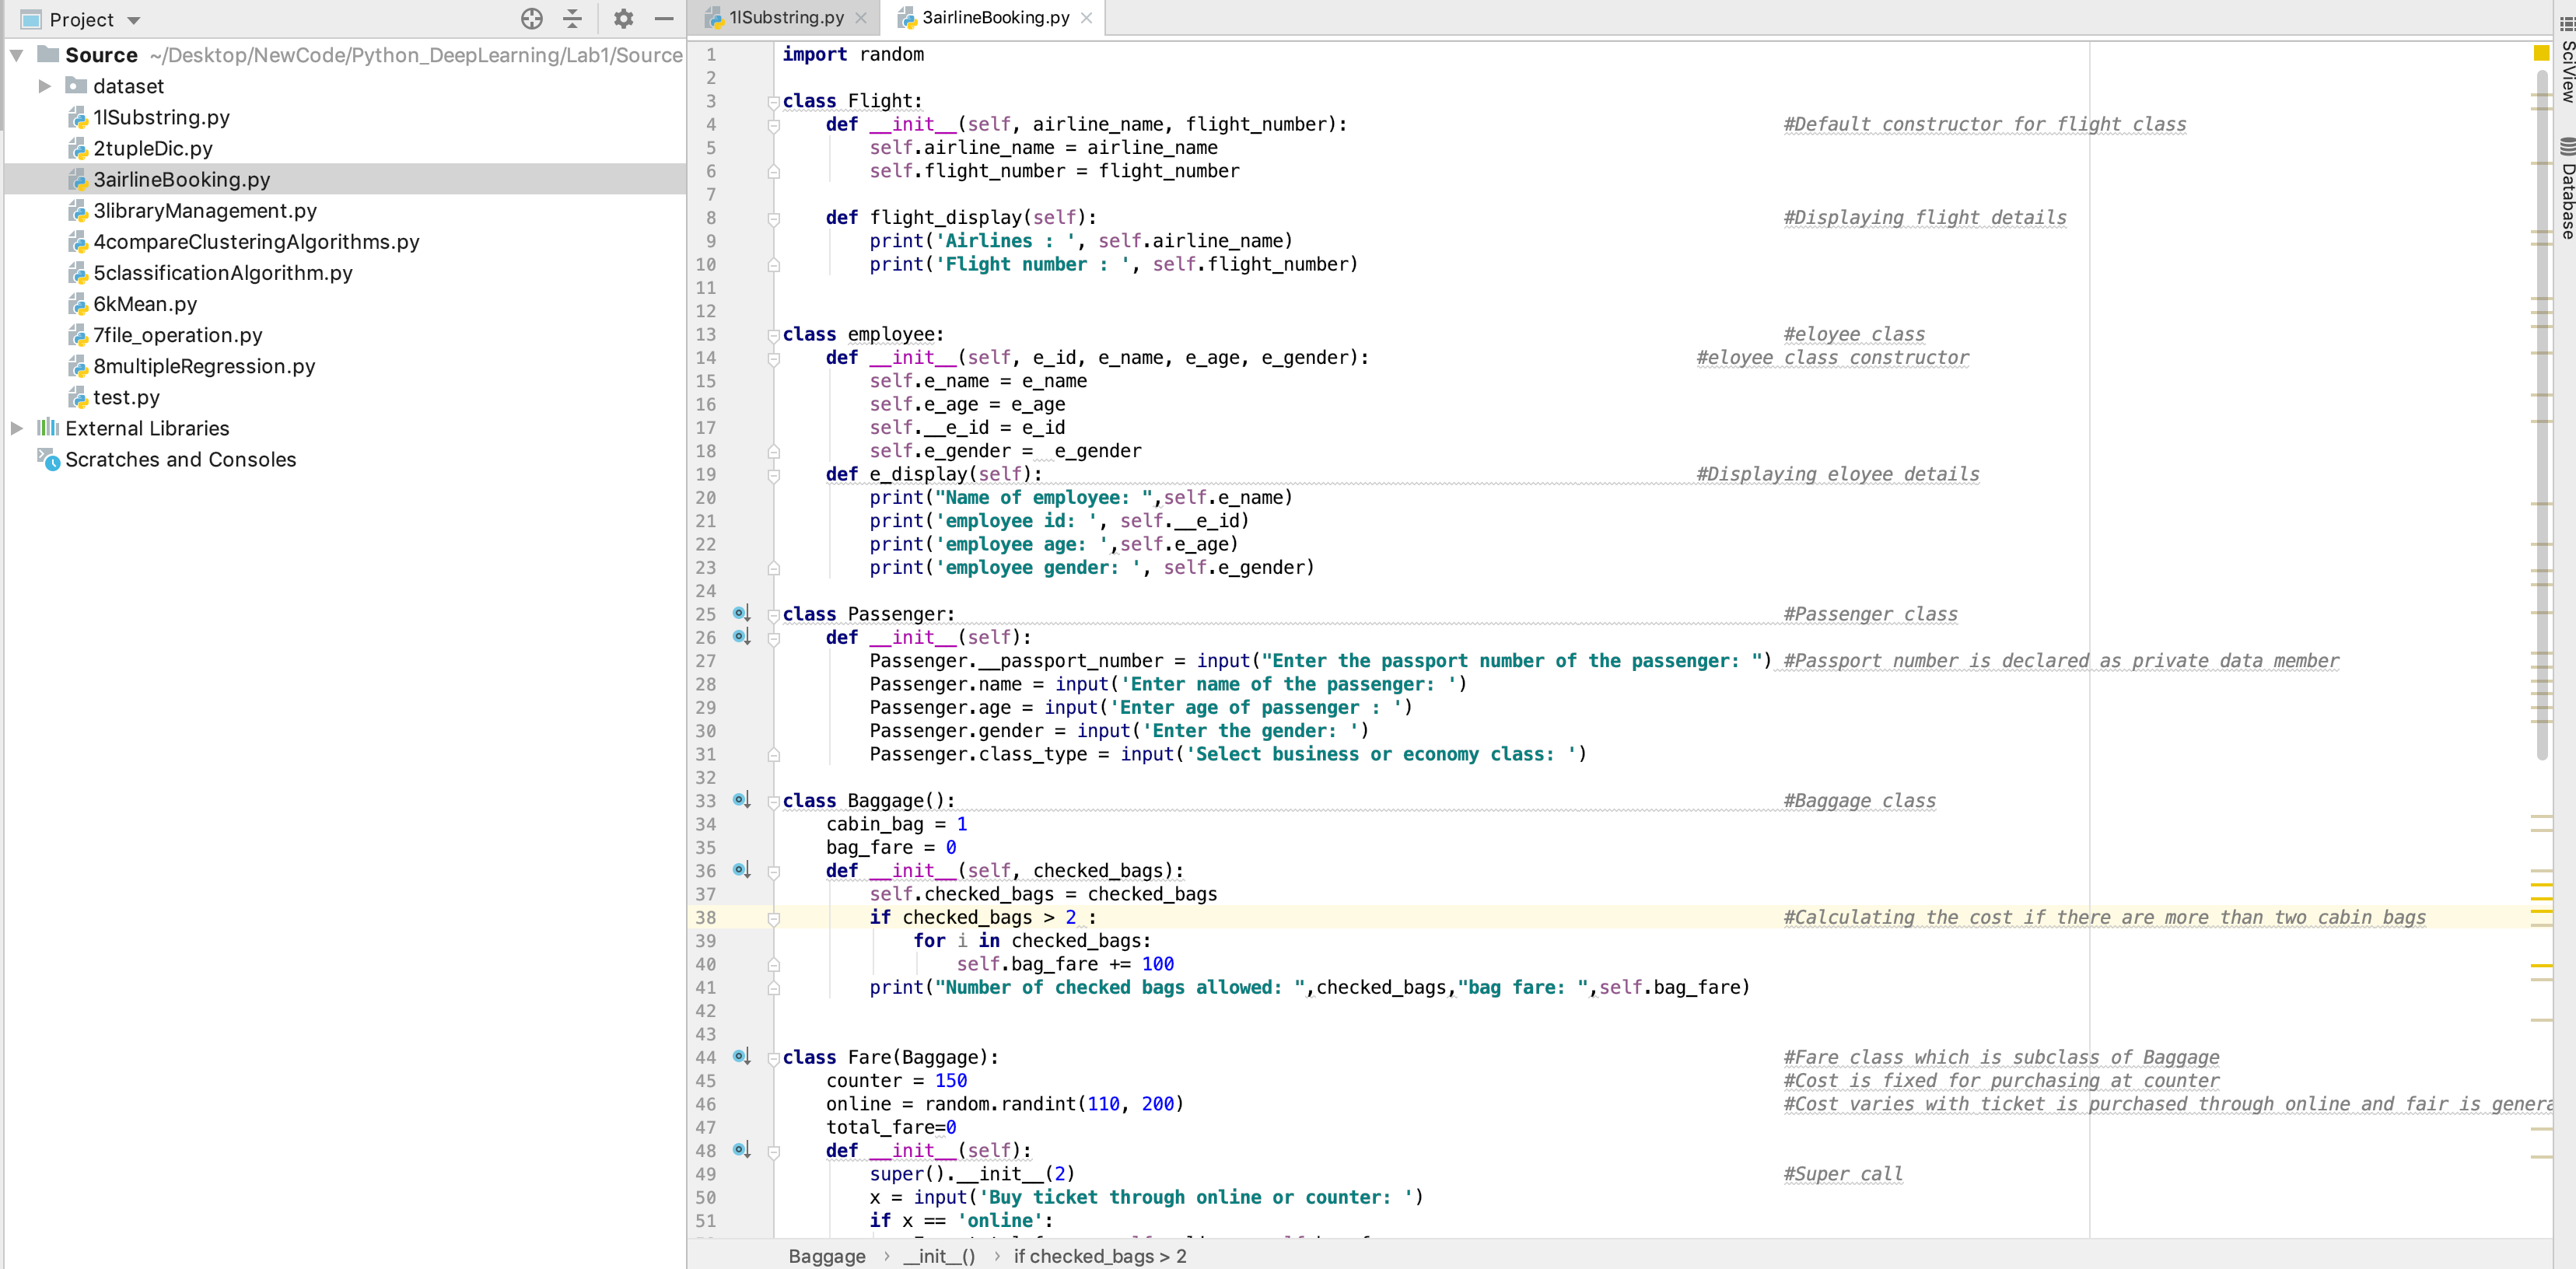 Project
Source ~/Desktop/NewCode/Python_DeepLearning/Lab1/Source
dataset
1lSubstring.py
2tupleDic.py
3airlineBooking.py
3libraryManagement.py
4compareClusteringAlgorithms.py
5classificationAlgorithm.py
6kMean.py
7file_operation.py
8multipleRegression.py
test.py
External Libraries
Scratches and Consoles
1lSubstring.py 3airlineBooking.py
1 import random
2
3 class Flight:
4     def __init__(self, airline_name, flight_number): #Default constructor for flight class
5         self.airline_name = airline_name
6         self.flight_number = flight_number
7
8     def flight_display(self): #Displaying flight details
9         print('Airlines : ', self.airline_name)
10         print('Flight number : ', self.flight_number)
11
12
13 class employee: #eloyee class
14     def __init__(self, e_id, e_name, e_age, e_gender): #eloyee class constructor
15         self.e_name = e_name
16         self.e_age = e_age
17         self.__e_id = e_id
18         self.e_gender =  e_gender
19     def e_display(self): #Displaying eloyee details
20         print("Name of employee: ",self.e_name)
21         print('employee id: ', self.__e_id)
22         print('employee age: ',self.e_age)
23         print('employee gender: ', self.e_gender)
24
25 class Passenger: #Passenger class
26     def __init__(self):
27         Passenger.__passport_number = input("Enter the passport number of the passenger: ") #Passport number is declared as private data member
28         Passenger.name = input('Enter name of the passenger: ')
29         Passenger.age = input('Enter age of passenger : ')
30         Passenger.gender = input('Enter the gender: ')
31         Passenger.class_type = input('Select business or economy class: ')
32
33 class Baggage(): #Baggage class
34     cabin_bag = 1
35     bag_fare = 0
36     def __init__(self, checked_bags):
37         self.checked_bags = checked_bags
38         if checked_bags > 2 : #Calculating the cost if there are more than two cabin bags
39             for i in checked_bags:
40                 self.bag_fare += 100
41         print("Number of checked bags allowed: ",checked_bags,"bag fare: ",self.bag_fare)
42
43
44 class Fare(Baggage): #Fare class which is subclass of Baggage
45     counter = 150 #Cost is fixed for purchasing at counter
46     online = random.randint(110, 200) #Cost varies with ticket is purchased through online and fair is genera
47     total_fare=0
48     def __init__(self):
49         super().__init__(2) #Super call
50         x = input('Buy ticket through online or counter: ')
51         if x == 'online':
Baggage › __init__() › if checked_bags > 2
SciView
Database